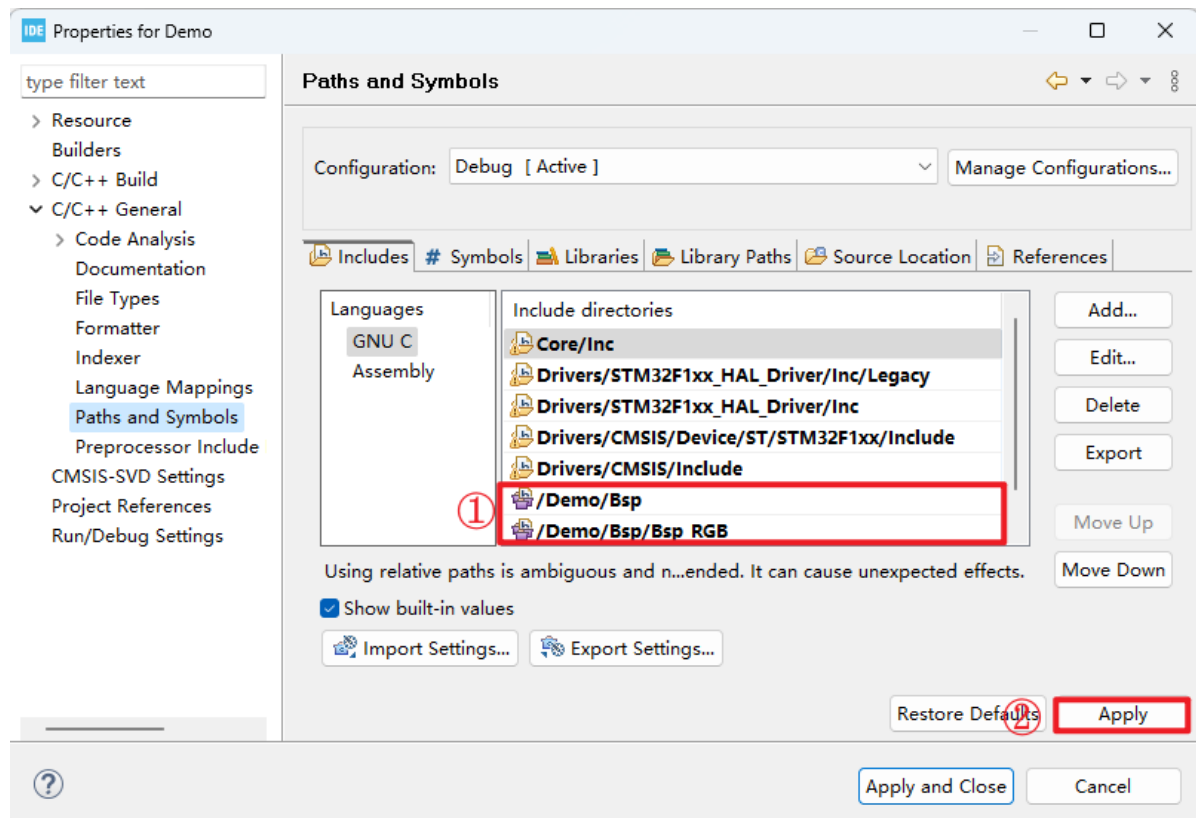 IDE Properties for Demo
type filter text
Resource
Builders
C/C++ Build
C/C++ General
Code Analysis
Documentation
File Types
Formatter
Indexer
Language Mappings
Paths and Symbols
Preprocessor Include
CMSIS-SVD Settings
Project References
Run/Debug Settings
Paths and Symbols
Configuration: Debug [ Active ] Manage Configurations...
Includes # Symbols Libraries Library Paths Source Location References
Languages
GNU C
Assembly
Include directories
Core/Inc
Drivers/STM32F1xx_HAL_Driver/Inc/Legacy
Drivers/STM32F1xx_HAL_Driver/Inc
Drivers/CMSIS/Device/ST/STM32F1xx/Include
Drivers/CMSIS/Include
① /Demo/Bsp
/Demo/Bsp/Bsp_RGB
Add...
Edit...
Delete
Export
Move Up
Move Down
Using relative paths is ambiguous and n...ended. It can cause unexpected effects.
Show built-in values
Import Settings... Export Settings...
Restore Defaults ② Apply
? Apply and Close Cancel